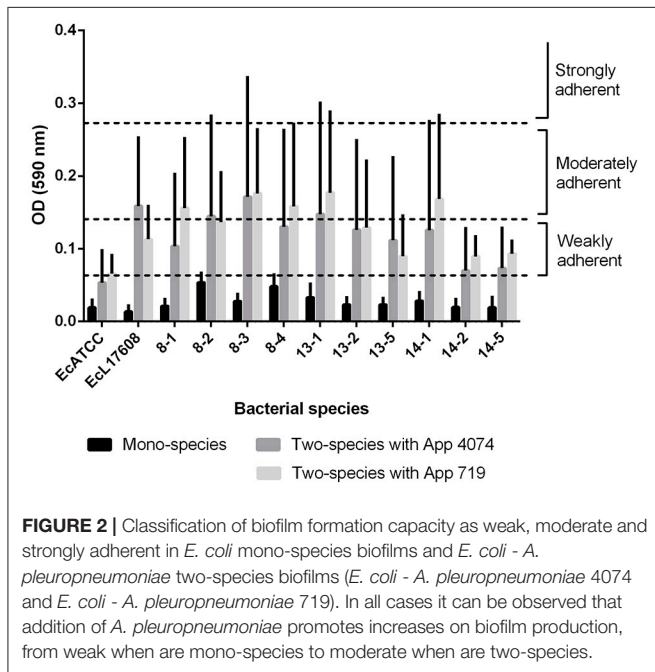 0.4
0.3
0.2
0.1
0.0
OD (590 nm)
Strongly
adherent
Moderately
adherent
Weakly
adherent
EcATCC
EcL17608
8-1
8-2
8-3
8-4
13-1
13-2
13-5
14-1
14-2
14-5
Bacterial species
Mono-species
Two-species with App 4074
Two-species with App 719
FIGURE 2 | Classification of biofilm formation capacity as weak, moderate and
strongly adherent in E. coli mono-species biofilms and E. coli - A.
pleuropneumoniae two-species biofilms (E. coli - A. pleuropneumoniae 4074
and E. coli - A. pleuropneumoniae 719). In all cases it can be observed that
addition of A. pleuropneumoniae promotes increases on biofilm production,
from weak when are mono-species to moderate when are two-species.